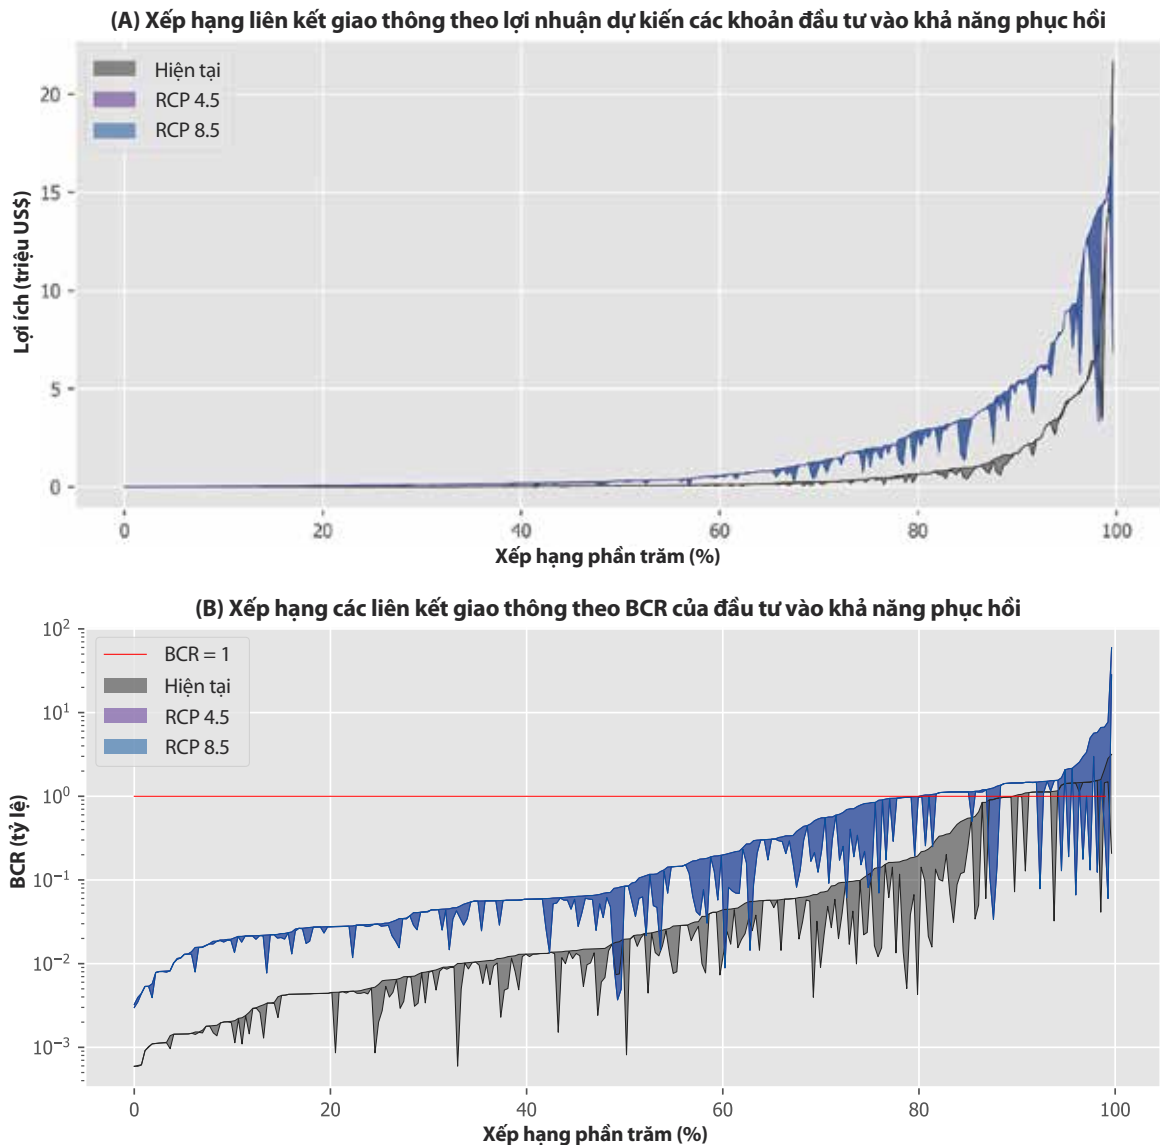 (A) Xếp hạng liên kết giao thông theo lợi nhuận dự kiến các khoản đầu tư vào khả năng phục hồi
Hiện tại
RCP 4.5
RCP 8.5
Lợi ích (triệu US$)
20
15
10
5
0
0 20 40 60 80 100
Xếp hạng phần trăm (%)
(B) Xếp hạng các liên kết giao thông theo BCR của đầu tư vào khả năng phục hồi
BCR = 1
Hiện tại
RCP 4.5
RCP 8.5
BCR (tỷ lệ)
10²
10¹
10⁰
10⁻¹
10⁻²
10⁻³
0 20 40 60 80 100
Xếp hạng phần trăm (%)